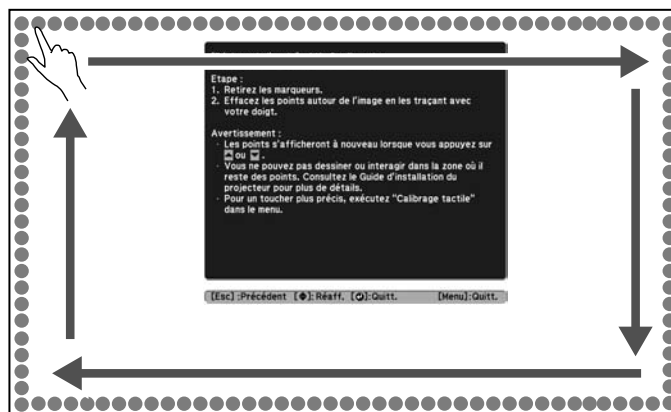 Etape :
1. Retirez les marqueurs.
2. Effacez les points autour de l'image en les traçant avec
votre doigt.
Avertissement :
- Les points s'afficheront à nouveau lorsque vous appuyez sur
ou .
- Vous ne pouvez pas dessiner ou interagir dans la zone où il
reste des points. Consultez le Guide d'installation du
projecteur pour plus de détails.
- Pour un toucher plus précis, exécutez "Calibrage tactile"
dans le menu.
[Esc] :Précédent [ ]: Réaff. [ ]:Quitt. [Menu]:Quitt.